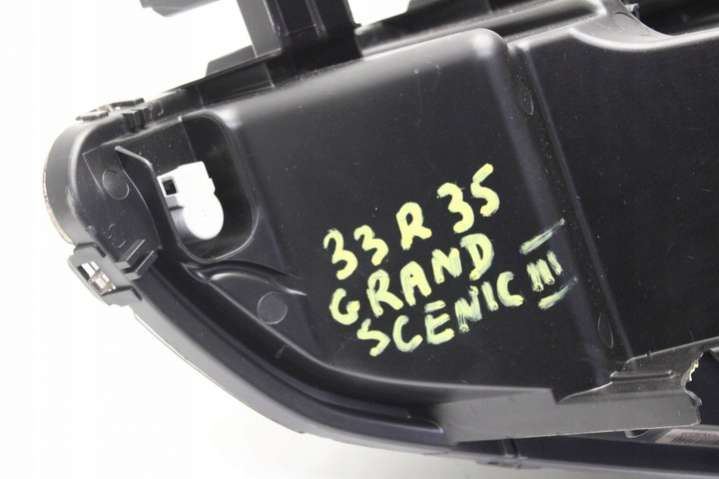 33 R 35
GRAND
SCENIC III